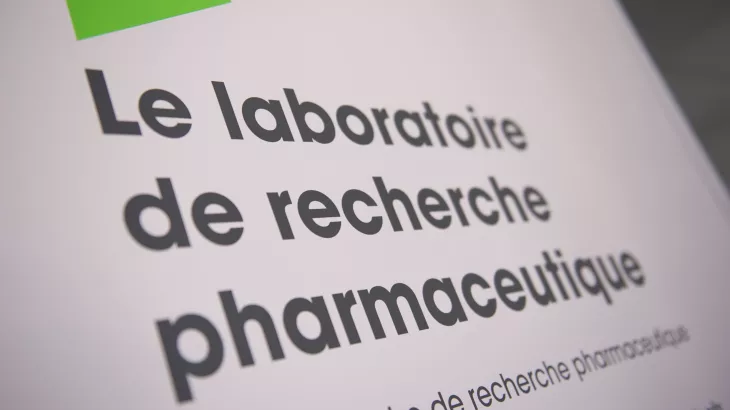 Le laboratoire
de recherche
pharmaceutique
de recherche pharmaceutique